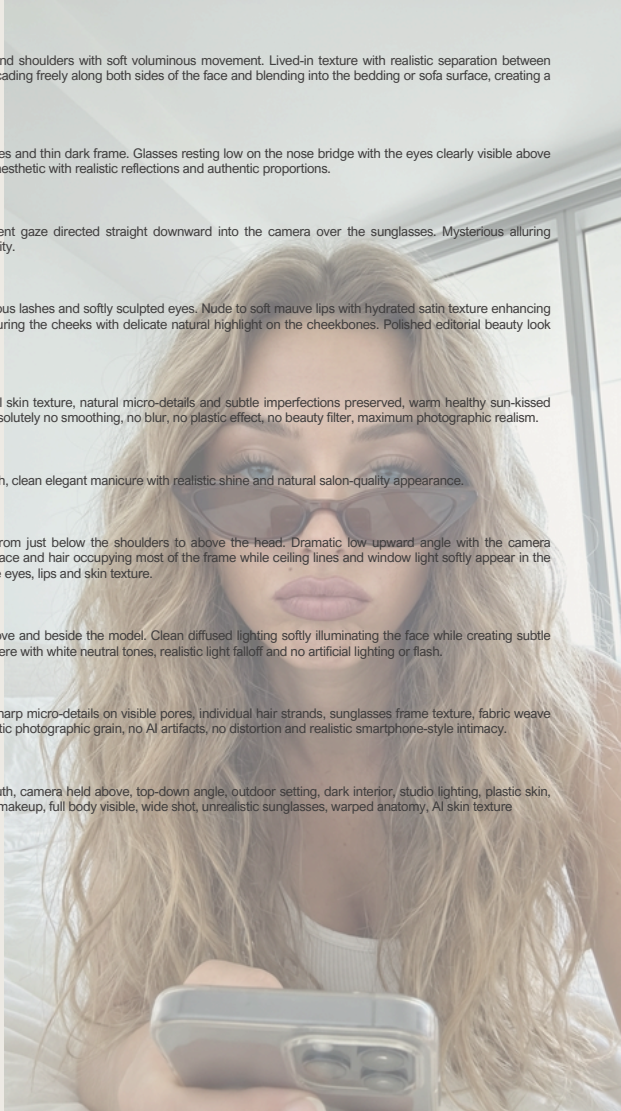 nd shoulders with soft voluminous movement. Lived-in texture with realistic separation between
cading freely along both sides of the face and blending into the bedding or sofa surface, creating a
es and thin dark frame. Glasses resting low on the nose bridge with the eyes clearly visible above
esthetic with realistic reflections and authentic proportions.
ent gaze directed straight downward into the camera over the sunglasses. Mysterious alluring
ity.
ous lashes and softly sculpted eyes. Nude to soft mauve lips with hydrated satin texture enhancing
uring the cheeks with delicate natural highlight on the cheekbones. Polished editorial beauty look
l skin texture, natural micro-details and subtle imperfections preserved, warm healthy sun-kissed
solutely no smoothing, no blur, no plastic effect, no beauty filter, maximum photographic realism.
h, clean elegant manicure with realistic shine and natural salon-quality appearance.
rom just below the shoulders to above the head. Dramatic low upward angle with the camera
ace and hair occupying most of the frame while ceiling lines and window light softly appear in the
e eyes, lips and skin texture.
ove and beside the model. Clean diffused lighting softly illuminating the face while creating subtle
ere with white neutral tones, realistic light falloff and no artificial lighting or flash.
harp micro-details on visible pores, individual hair strands, sunglasses frame texture, fabric weave
tic photographic grain, no AI artifacts, no distortion and realistic smartphone-style intimacy.
uth, camera held above, top-down angle, outdoor setting, dark interior, studio lighting, plastic skin,
makeup, full body visible, wide shot, unrealistic sunglasses, warped anatomy, AI skin texture